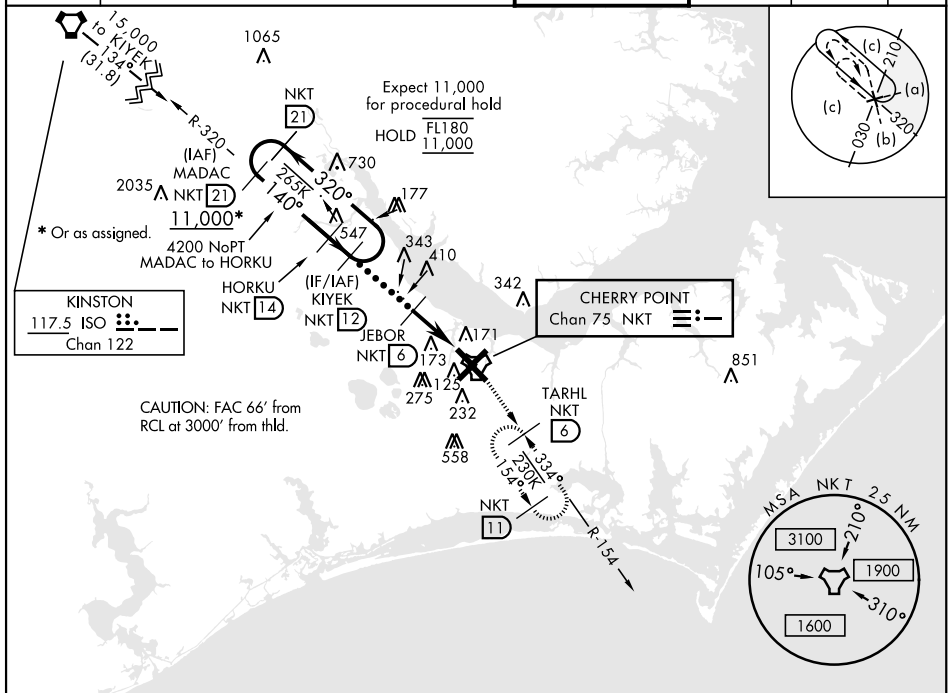 15,000
to KIYEK
134°
(31.8)
R-320
1065
NKT
21
Expect 11,000
for procedural hold
HOLD FL180
11,000
(IAF)
MADAC
NKT 21
11,000*
2035
* Or as assigned.
4200 NoPT
MADAC to HORKU
730
320°
265K
140°
177
547
343
410
HORKU
NKT 14
(IF/IAF)
KIYEK
NKT 12
JEBOR
NKT 6
342
KINSTON
117.5 ISO
Chan 122
CHERRY POINT
Chan 75 NKT
171
173
125
275
232
558
851
CAUTION: FAC 66' from
RCL at 3000' from thld.
TARHL
NKT
6
334°
230K
154°
NKT
11
R-154
(c)
210
(a)
(c)
320
(b)
030
MSA NKT 25 NM
3100
210°
105°
1900
310°
1600